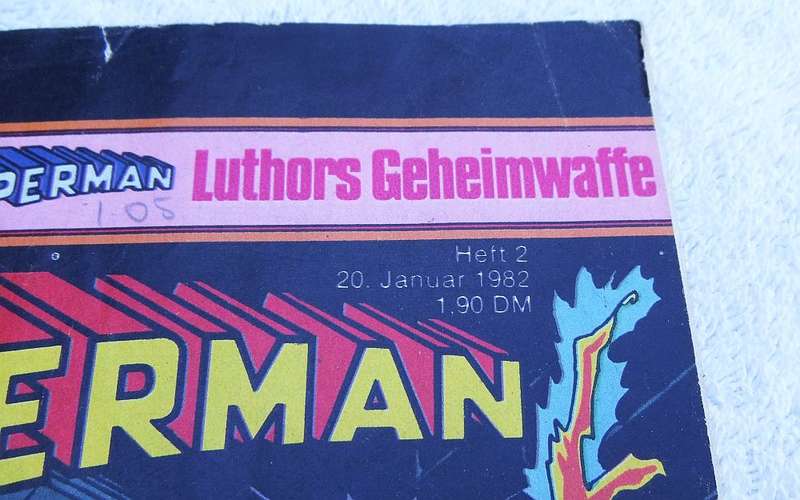 PERMAN Luthors Geheimwaffe
1.05
Heft 2
20. Januar 1982
1,90 DM
ERMAN